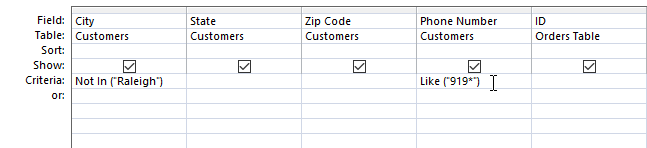 Field: City State Zip Code Phone Number ID
Table: Customers Customers Customers Customers Orders Table
Sort:
Show:
Criteria: Not In ("Raleigh") Like ("919*")
or: